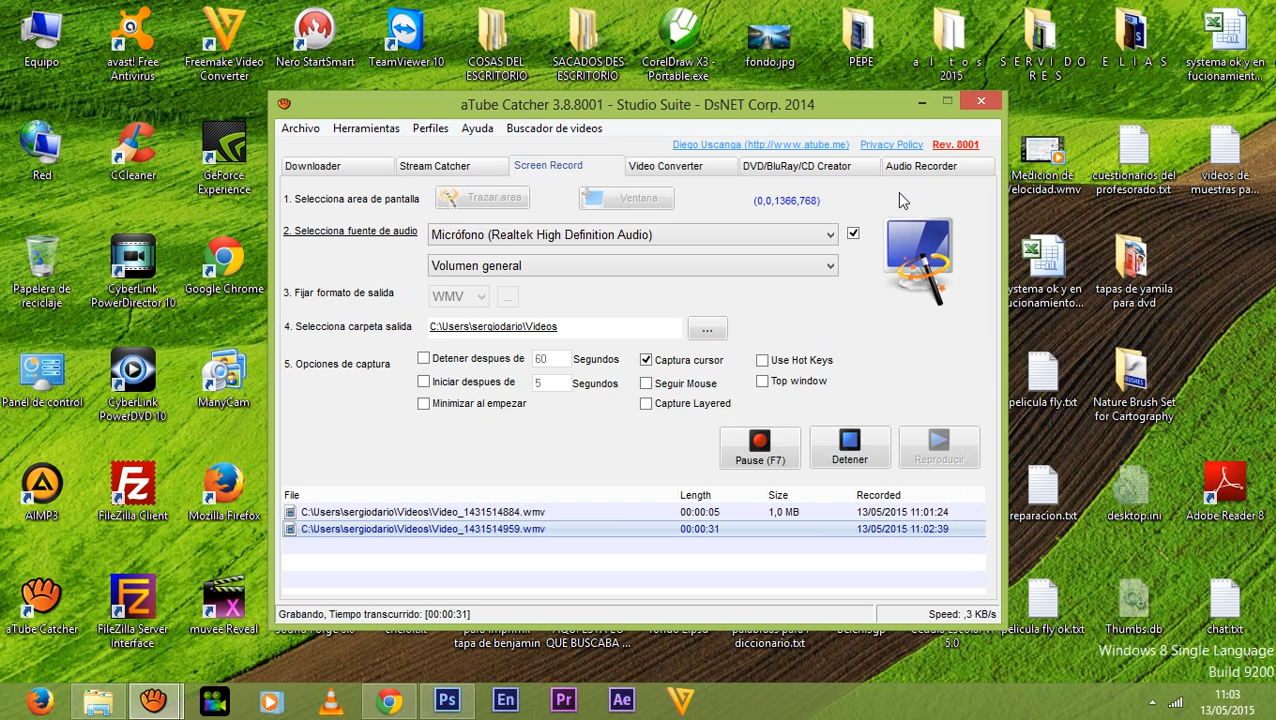 Equipo
avast! Free
Antivirus
Freemake Video
Converter
Nero StartSmart
TeamViewer 10
COSAS DEL
ESCRITORIO
SACADOS DES
ESCRITORIO
CorelDraw X3 -
Portable.exe
fondo.jpg
PEPE
a l t o s
2015
S E R V I D O
R E S
E L I A S
systema ok y en
fucionamient...
aTube Catcher 3.8.8001 - Studio Suite - DsNET Corp. 2014
Archivo Herramientas Perfiles Ayuda Buscador de videos
Diego Uscanga (http://www.atube.me) Privacy Policy Rev. 8001
Downloader Stream Catcher Screen Record Video Converter DVD/BluRay/CD Creator Audio Recorder
1. Selecciona area de pantalla Trazar area Ventana (0,0,1366,768)
2. Selecciona fuente de audio Micrófono (Realtek High Definition Audio)
Volumen general
3. Fijar formato de salida WMV ...
4. Selecciona carpeta salida C:\Users\sergiodario\Videos ...
5. Opciones de captura
Detener despues de 60 Segundos Captura cursor Use Hot Keys
Iniciar despues de 5 Segundos Seguir Mouse Top window
Minimizar al empezar Capture Layered
Pause (F7) Detener Reproducir
File Length Size Recorded
C:\Users\sergiodario\Videos\Video_1431514884.wmv 00:00:05 1,0 MB 13/05/2015 11:01:24
C:\Users\sergiodario\Videos\Video_1431514959.wmv 00:00:31 13/05/2015 11:02:39
Grabando, Tiempo transcurrido: [00:00:31] Speed: ,3 KB/s
Red
CCleaner
GeForce
Experience
Medicion de
Velocidad.wmv
cuestionarios del
profesorado.txt
videos de
muestras pa...
Papelera de
reciclaje
CyberLink
PowerDirector 10
Google Chrome
systema ok y en
fucionamiento...
tapas de yamila
para dvd
Panel de control
CyberLink
PowerDVD 10
ManyCam
pelicula fly.txt
Nature Brush Set
for Cartography
AIMP3
FileZilla Client
Mozilla Firefox
reparacion.txt
desktop.ini
Adobe Reader 8
aTube Catcher
FileZilla Server
Interface
muvee Reveal
tapa de benjamin
QUE BUSCABA ...
diccionario.txt
5.0
pelicula fly ok.txt
Thumbs.db
chat.txt
Windows 8 Single Language
Build 9200
Ps
En
Pr
Ae
11:03
13/05/2015